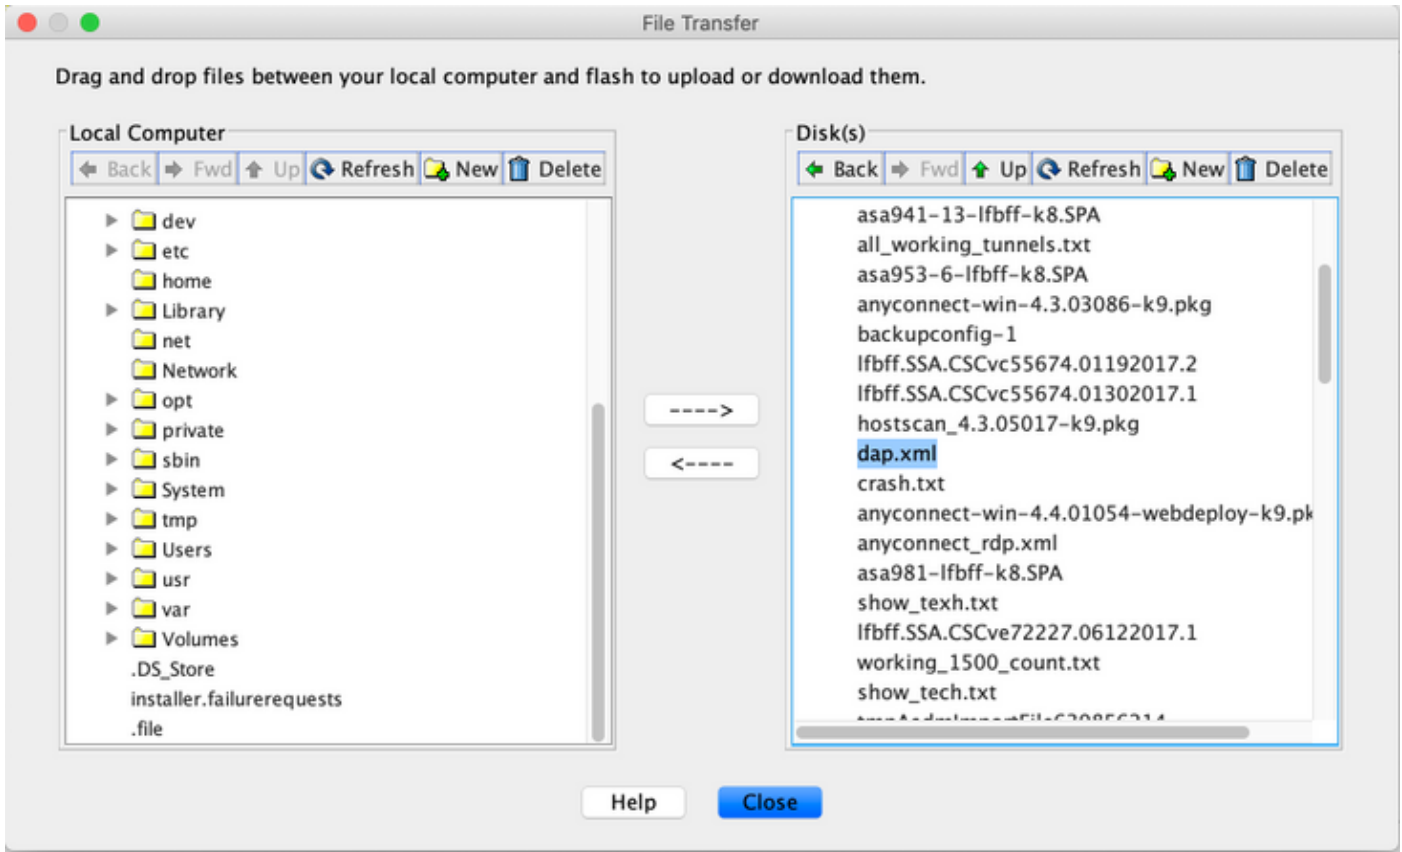 File Transfer
Drag and drop files between your local computer and flash to upload or download them.
Local Computer
Back Fwd Up Refresh New Delete
dev
etc
home
Library
net
Network
opt
private
sbin
System
tmp
Users
usr
var
Volumes
.DS_Store
installer.failurerequests
.file
---->
<----
Disk(s)
Back Fwd Up Refresh New Delete
asa941-13-lfbff-k8.SPA
all_working_tunnels.txt
asa953-6-lfbff-k8.SPA
anyconnect-win-4.3.03086-k9.pkg
backupconfig-1
lfbff.SSA.CSCvc55674.01192017.2
lfbff.SSA.CSCvc55674.01302017.1
hostscan_4.3.05017-k9.pkg
dap.xml
crash.txt
anyconnect-win-4.4.01054-webdeploy-k9.pk
anyconnect_rdp.xml
asa981-lfbff-k8.SPA
show_texh.txt
lfbff.SSA.CSCve72227.06122017.1
working_1500_count.txt
show_tech.txt
Help Close